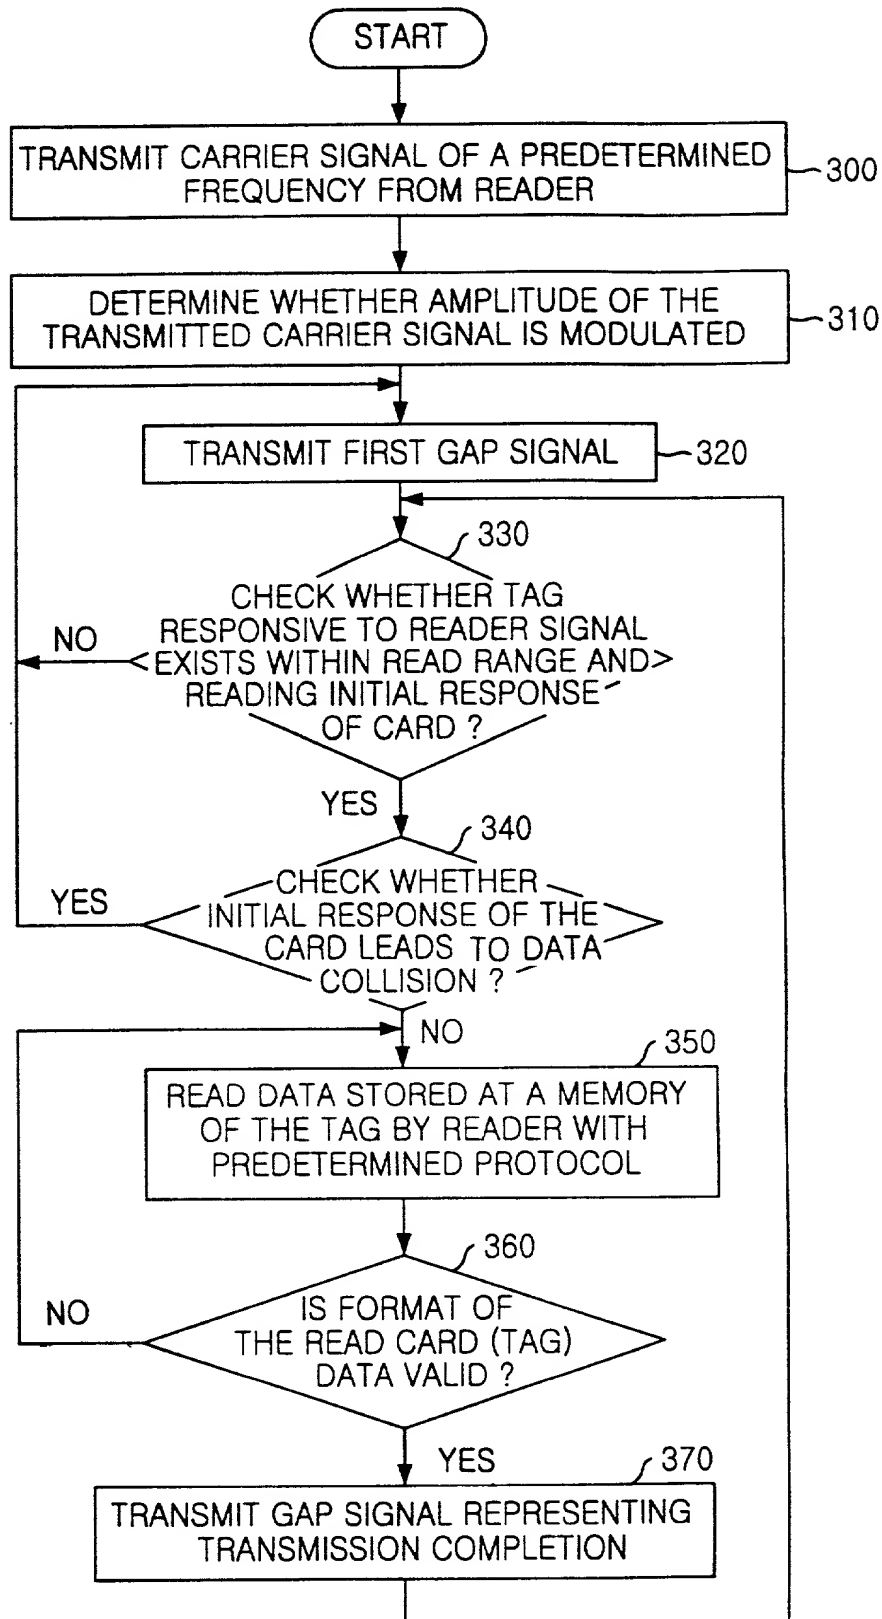 START
TRANSMIT CARRIER SIGNAL OF A PREDETERMINED
FREQUENCY FROM READER
300
DETERMINE WHETHER AMPLITUDE OF THE
TRANSMITTED CARRIER SIGNAL IS MODULATED
310
TRANSMIT FIRST GAP SIGNAL
320
330
CHECK WHETHER TAG
RESPONSIVE TO READER SIGNAL
EXISTS WITHIN READ RANGE AND
READING INITIAL RESPONSE
OF CARD ?
NO
YES
340
CHECK WHETHER
INITIAL RESPONSE OF THE
CARD LEADS TO DATA
COLLISION ?
YES
NO
350
READ DATA STORED AT A MEMORY
OF THE TAG BY READER WITH
PREDETERMINED PROTOCOL
360
IS FORMAT OF
THE READ CARD (TAG)
DATA VALID ?
NO
YES
370
TRANSMIT GAP SIGNAL REPRESENTING
TRANSMISSION COMPLETION